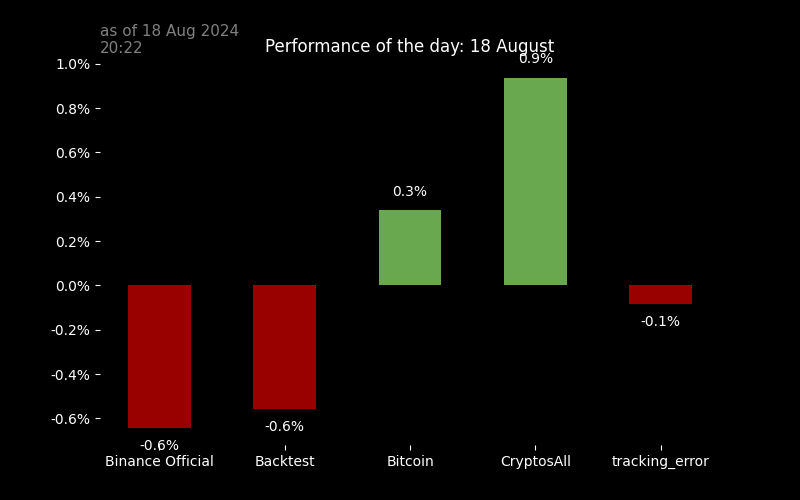 as of 18 Aug 2024
20:22
Performance of the day: 18 August
1.0%
0.8%
0.6%
0.4%
0.2%
0.0%
-0.2%
-0.4%
-0.6%
-0.6%
-0.6%
0.3%
0.9%
-0.1%
Binance Official
Backtest
Bitcoin
CryptosAll
tracking_error